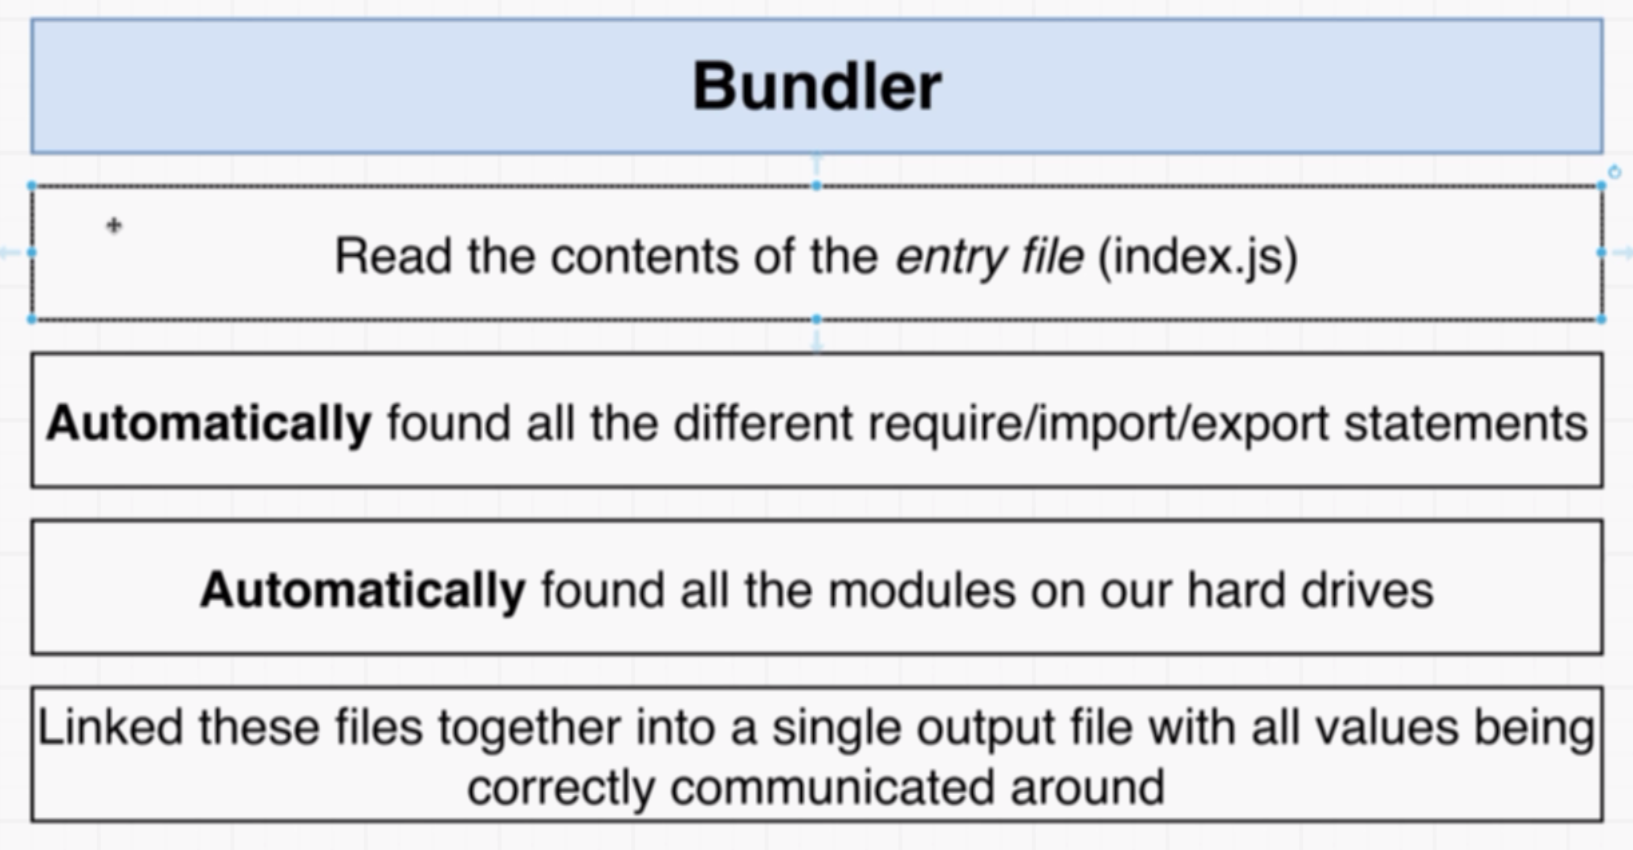 Bundler
Read the contents of the entry file (index.js)
Automatically found all the different require/import/export statements
Automatically found all the modules on our hard drives
Linked these files together into a single output file with all values being
correctly communicated around